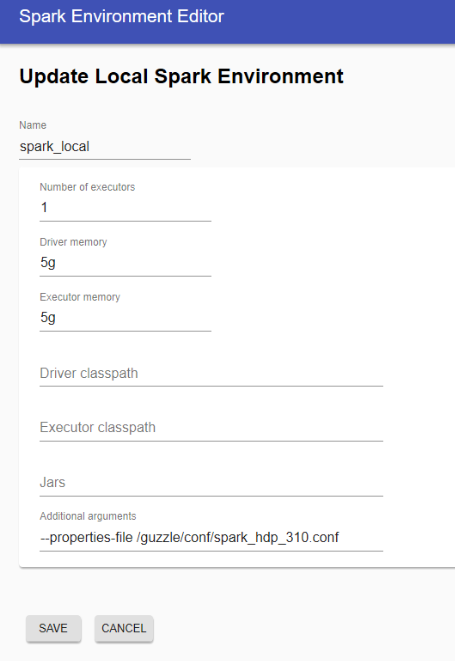 Spark Environment Editor
Update Local Spark Environment
Name
spark_local
Number of executors
1
Driver memory
5g
Executor memory
5g
Driver classpath
Executor classpath
Jars
Additional arguments
--properties-file /guzzle/conf/spark_hdp_310.conf
SAVE CANCEL